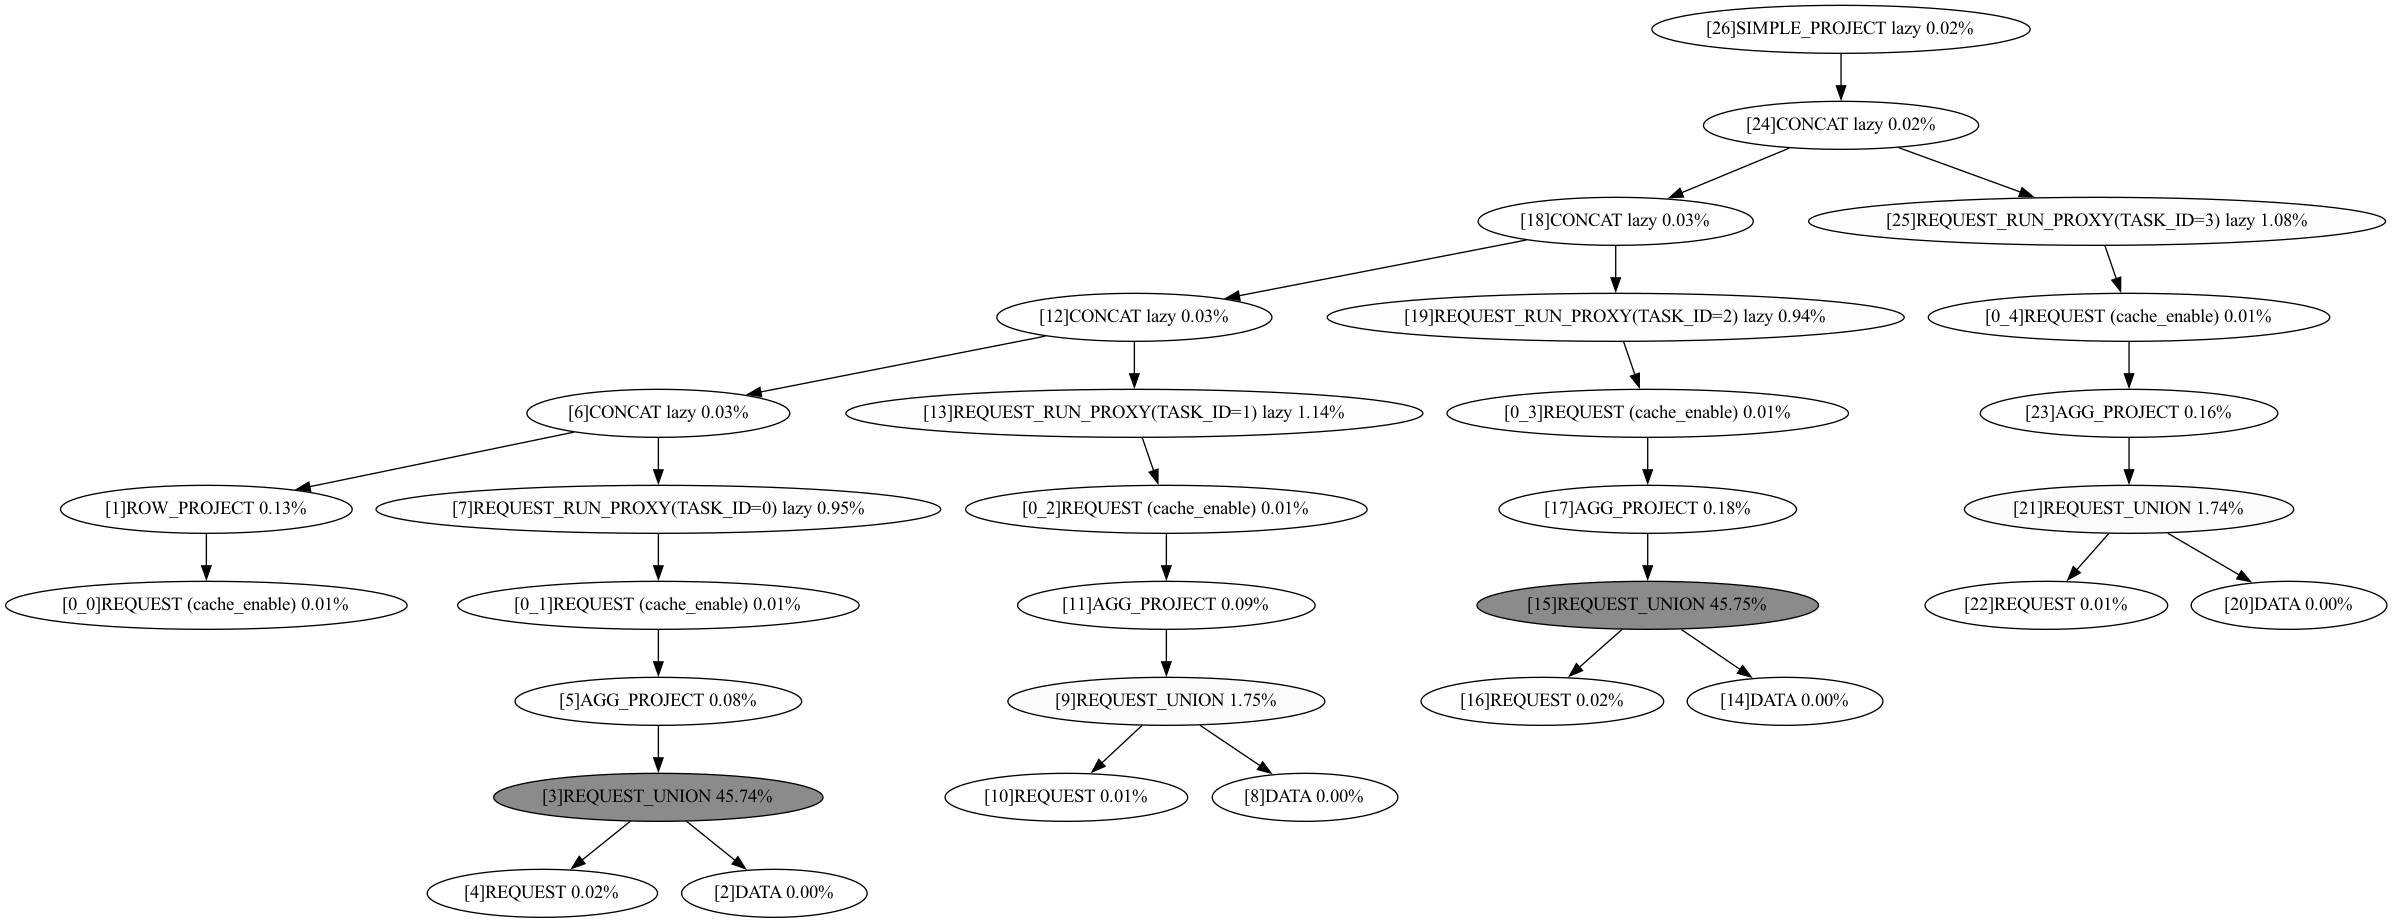 [26]SIMPLE_PROJECT lazy 0.02%
[24]CONCAT lazy 0.02%
[18]CONCAT lazy 0.03%
[25]REQUEST_RUN_PROXY(TASK_ID=3) lazy 1.08%
[12]CONCAT lazy 0.03%
[19]REQUEST_RUN_PROXY(TASK_ID=2) lazy 0.94%
[0_4]REQUEST (cache_enable) 0.01%
[6]CONCAT lazy 0.03%
[13]REQUEST_RUN_PROXY(TASK_ID=1) lazy 1.14%
[0_3]REQUEST (cache_enable) 0.01%
[23]AGG_PROJECT 0.16%
[1]ROW_PROJECT 0.13%
[7]REQUEST_RUN_PROXY(TASK_ID=0) lazy 0.95%
[0_2]REQUEST (cache_enable) 0.01%
[17]AGG_PROJECT 0.18%
[21]REQUEST_UNION 1.74%
[0_0]REQUEST (cache_enable) 0.01%
[0_1]REQUEST (cache_enable) 0.01%
[11]AGG_PROJECT 0.09%
[15]REQUEST_UNION 45.75%
[22]REQUEST 0.01%
[20]DATA 0.00%
[5]AGG_PROJECT 0.08%
[9]REQUEST_UNION 1.75%
[16]REQUEST 0.02%
[14]DATA 0.00%
[3]REQUEST_UNION 45.74%
[10]REQUEST 0.01%
[8]DATA 0.00%
[4]REQUEST 0.02%
[2]DATA 0.00%